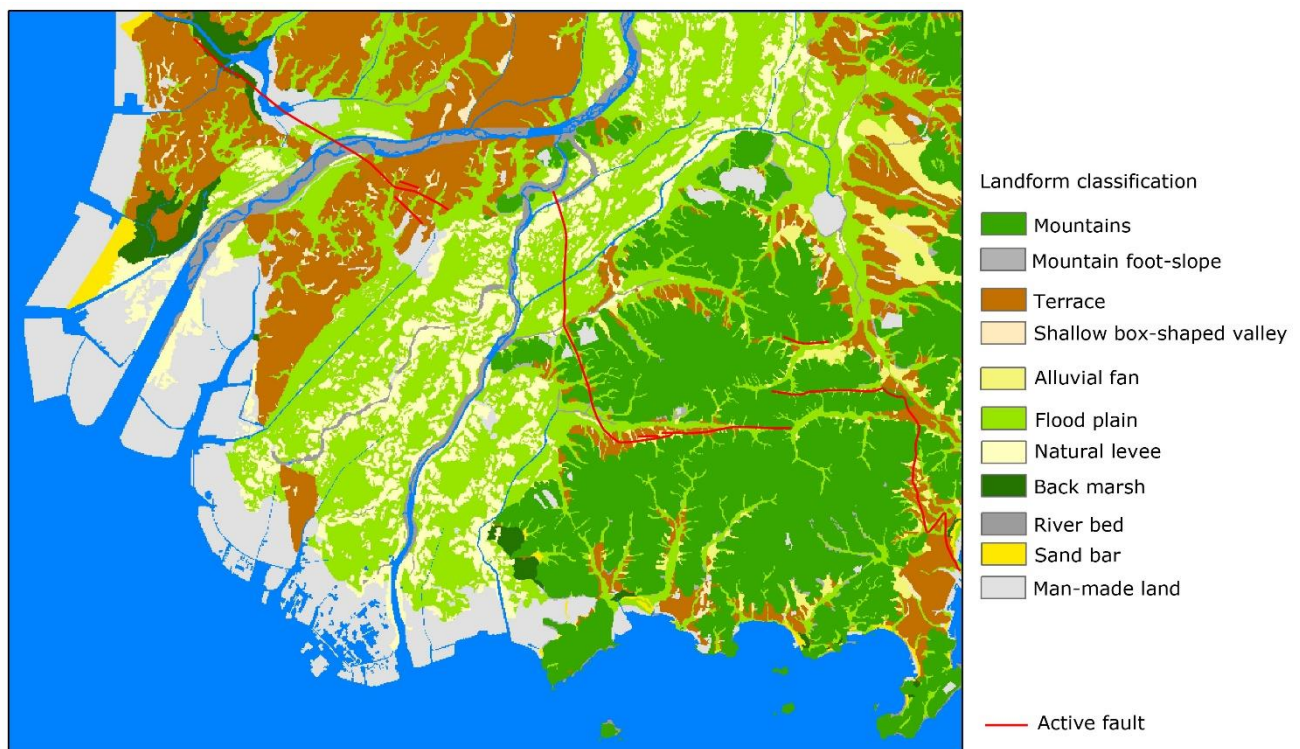 Landform classification
Mountains
Mountain foot-slope
Terrace
Shallow box-shaped valley
Alluvial fan
Flood plain
Natural levee
Back marsh
River bed
Sand bar
Man-made land
Active fault